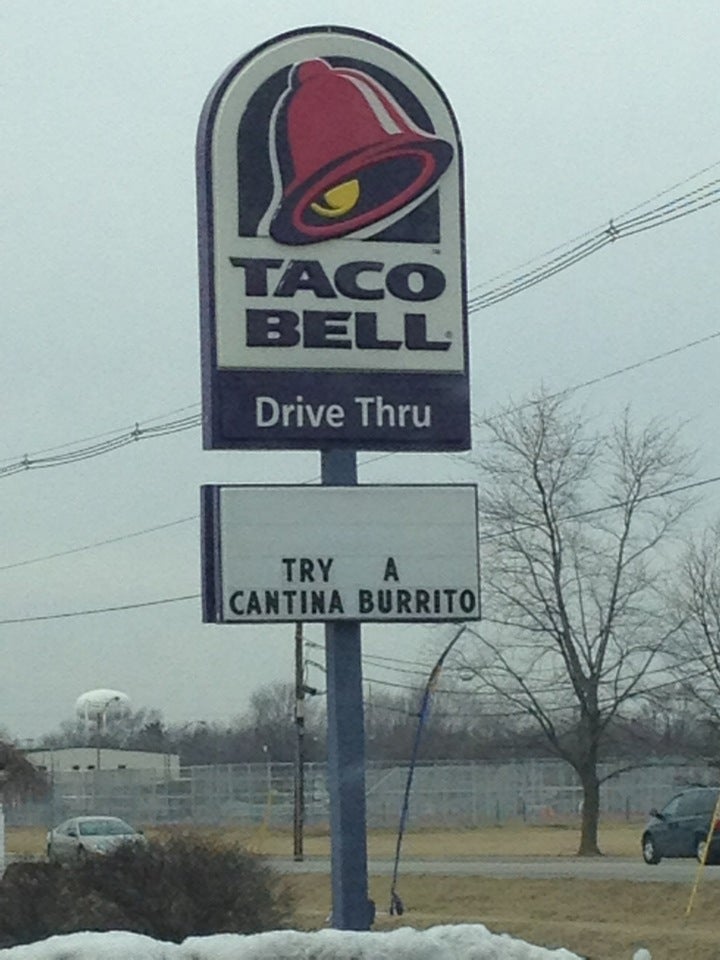 TACO
BELL
Drive Thru
TRY A
CANTINA BURRITO